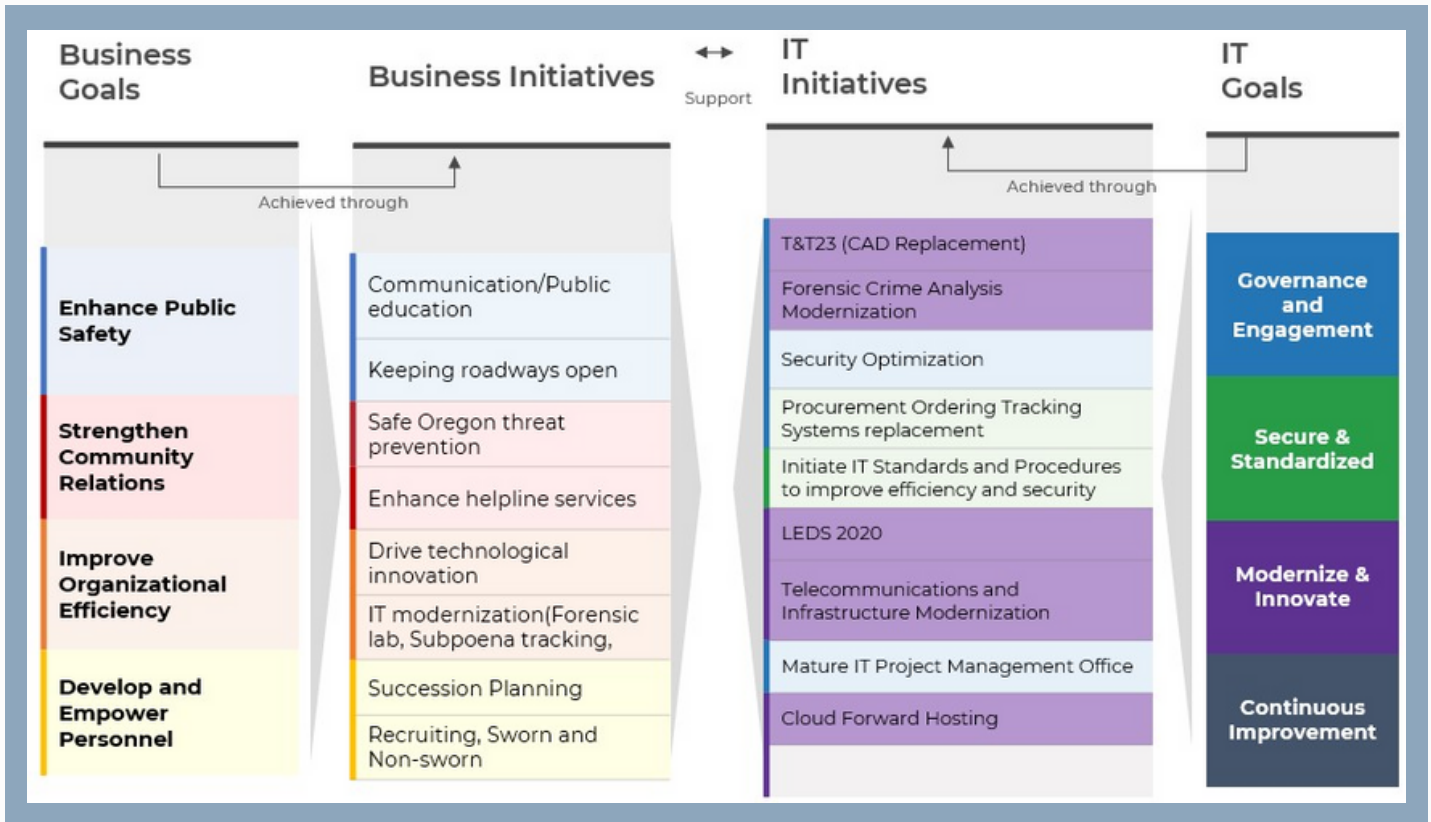 Business
Goals
Business Initiatives
Support
IT
Initiatives
IT
Goals
Achieved through
Achieved through
Enhance Public
Safety
Strengthen
Community
Relations
Improve
Organizational
Efficiency
Develop and
Empower
Personnel
Communication/Public
education
Keeping roadways open
Safe Oregon threat
prevention
Enhance helpline services
Drive technological
innovation
IT modernization(Forensic
lab, Subpoena tracking,
Succession Planning
Recruiting, Sworn and
Non-sworn
T&T23 (CAD Replacement)
Forensic Crime Analysis
Modernization
Security Optimization
Procurement Ordering Tracking
Systems replacement
Initiate IT Standards and Procedures
to improve efficiency and security
LEDS 2020
Telecommunications and
Infrastructure Modernization
Mature IT Project Management Office
Cloud Forward Hosting
Governance
and
Engagement
Secure &
Standardized
Modernize &
Innovate
Continuous
Improvement